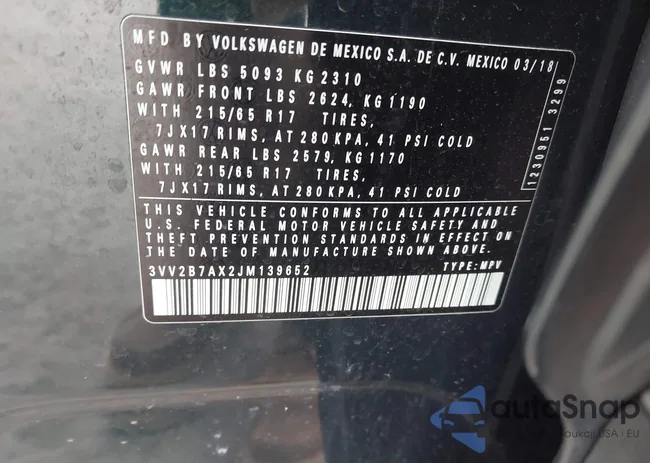 MFD BY VOLKSWAGEN DE MEXICO S.A. DE C.V. MEXICO 03/18
GVWR LBS 5093 KG 2310
GAWR FRONT LBS 2624, KG 1190
WITH 215/65 R17 TIRES,
7JX17 RIMS, AT 280 KPA, 41 PSI COLD
GAWR REAR LBS 2579, KG 1170
WITH 215/65 R17 TIRES,
7JX17 RIMS, AT 280 KPA, 41 PSI COLD
THIS VEHICLE CONFORMS TO ALL APPLICABLE
U.S. FEDERAL MOTOR VEHICLE SAFETY AND
THEFT PREVENTION STANDARDS IN EFFECT ON
THE DATE OF MANUFACTURE SHOWN ABOVE.
3VV2B7AX2JM139652 TYPE: MPV
1230951 3299
autoSnap
USA · EU